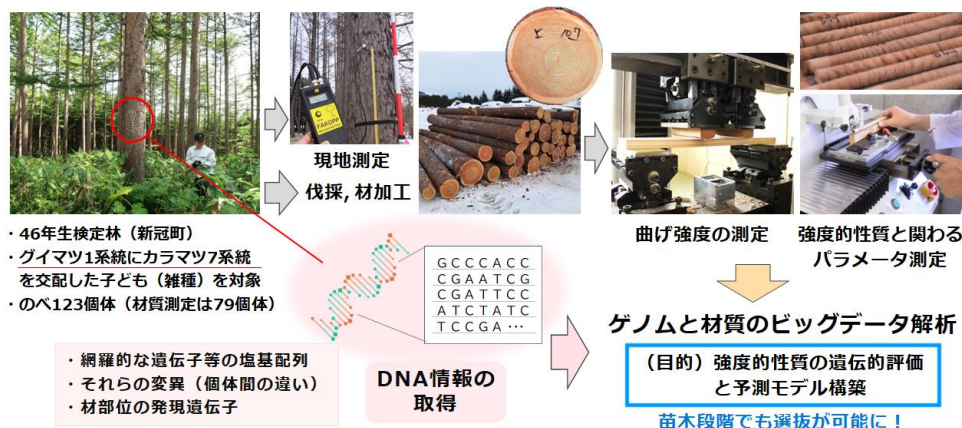 FAKOPP
現地測定
伐採, 材加工
・46年生検定林（新冠町）
・グイマツ1系統にカラマツ7系統
を交配した子ども（雑種）を対象
・のべ123個体（材質測定は79個体）
曲げ強度の測定
強度的性質と関わる
パラメータ測定
GCCCACC
CGAATCG
CGATTCC
ATCTATC
TCCGA…
・網羅的な遺伝子等の塩基配列
・それらの変異（個体間の違い）
・材部位の発現遺伝子
DNA情報の
取得
ゲノムと材質のビッグデータ解析
（目的）強度的性質の遺伝的評価
と予測モデル構築
苗木段階でも選抜が可能に！